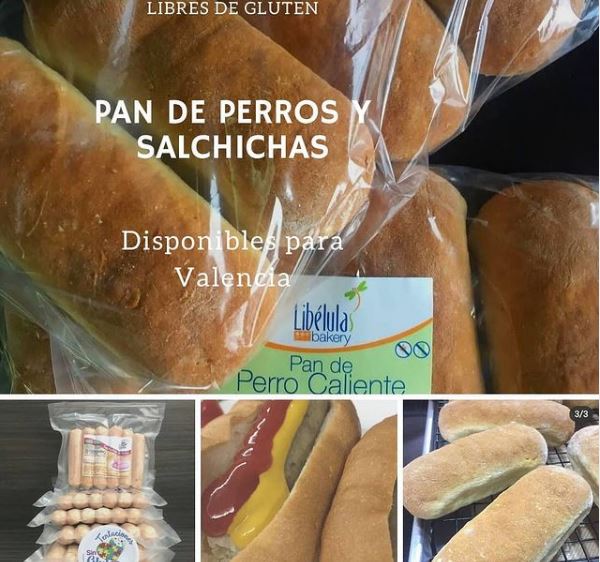 LIBRES DE GLUTEN
PAN DE PERROS Y
SALCHICHAS
Disponibles para
Valencia
Libélula
bakery
Pan de
Perro Caliente
3/3
Tentaciones
Sin